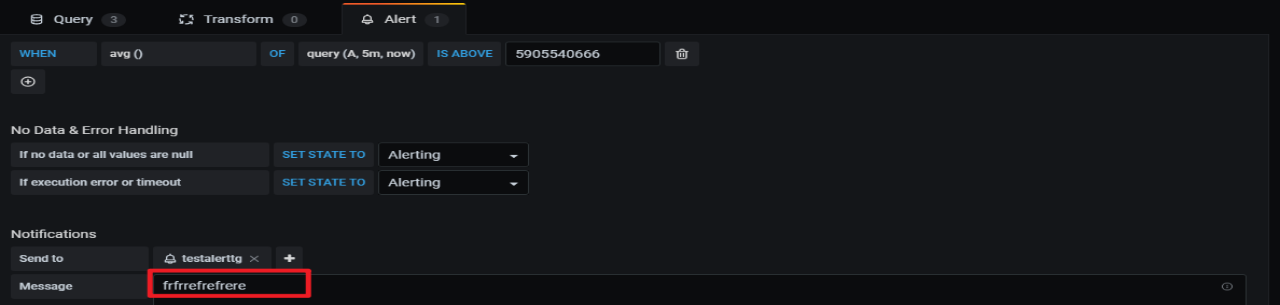 Query 3 Transform 0 Alert 1
WHEN avg () OF query (A, 5m, now) IS ABOVE 5905540666
No Data & Error Handling
If no data or all values are null SET STATE TO Alerting
If execution error or timeout SET STATE TO Alerting
Notifications
Send to testalerttg
Message frfrrefrefrere